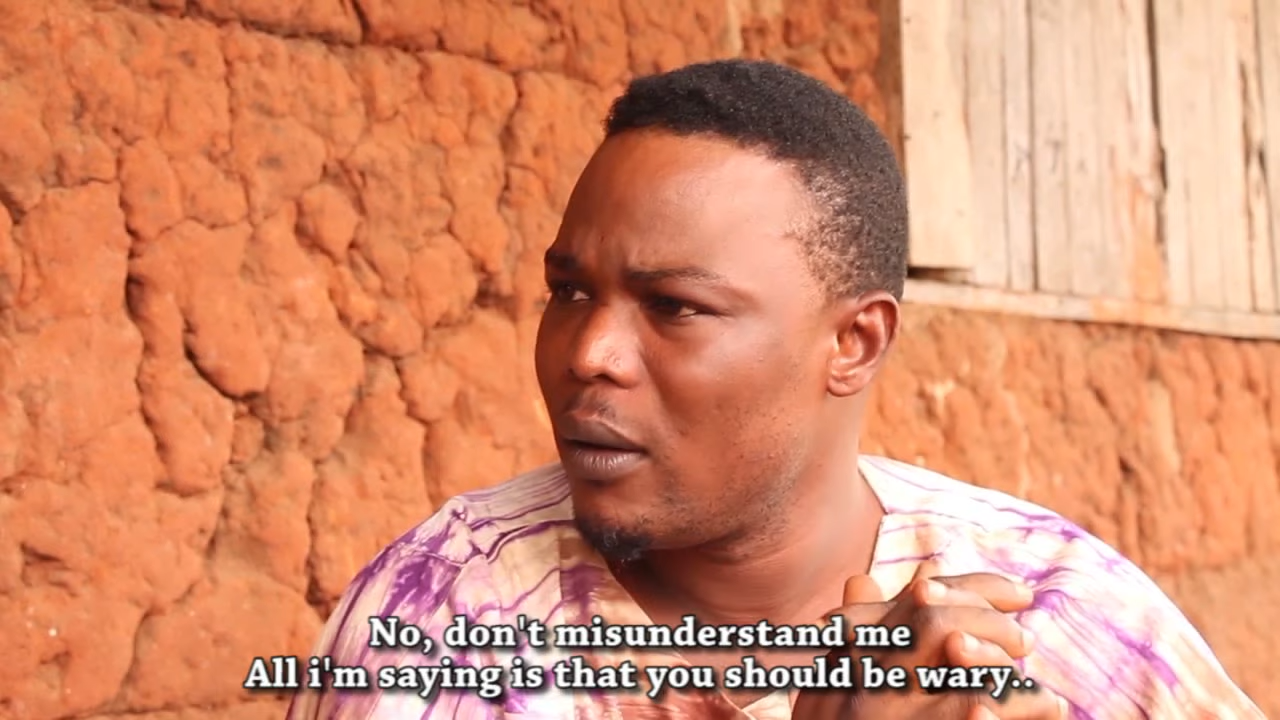 No, don't misunderstand me
All i'm saying is that you should be wary..